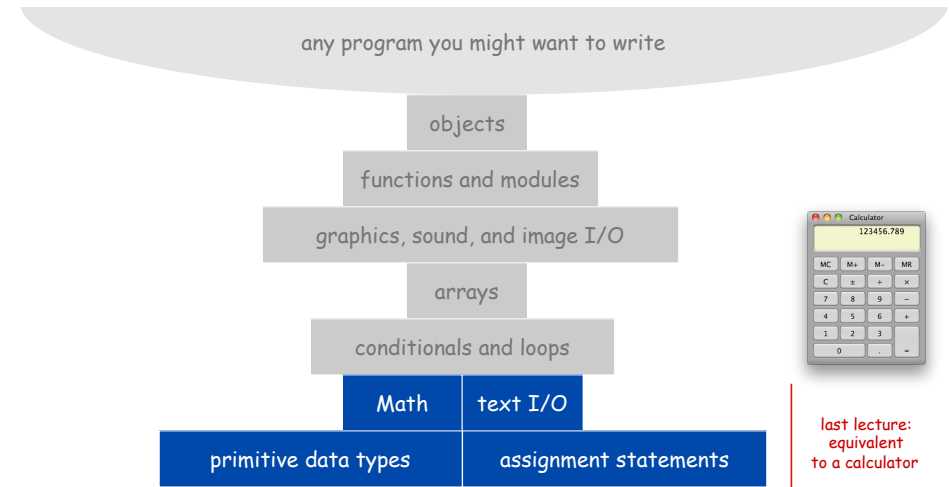 any program you might want to write
objects
functions and modules
graphics, sound, and image I/O
arrays
conditionals and loops
Math text I/O
primitive data types assignment statements
Calculator
123456.789
MC M+ M- MR
C ± ÷ ×
7 8 9 −
4 5 6 +
1 2 3
0 . =
last lecture:
equivalent
to a calculator